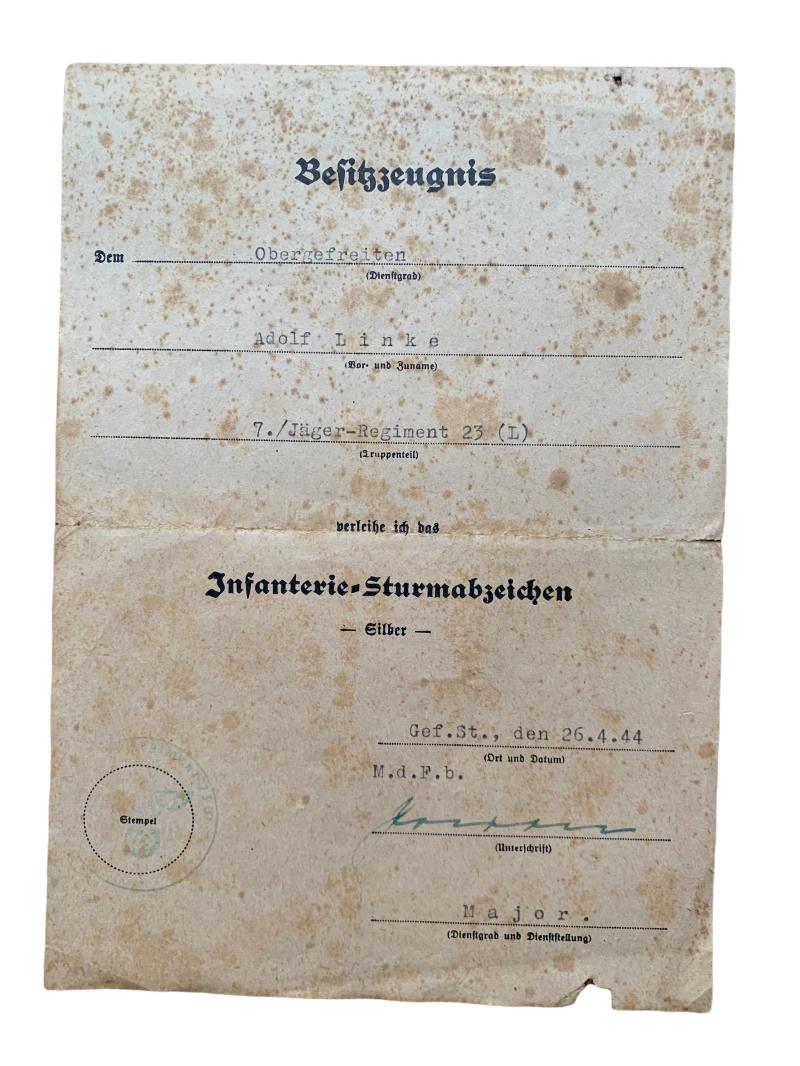 Besitzzeugnis
Dem Obergefreiten
(Dienstgrad)
Adolf Linke
(Vor- und Zuname)
7./Jäger-Regiment 23 (L)
(Truppenteil)
verleihe ich das
Infanterie-Sturmabzeichen
— Silber —
Gef.St., den 26.4.44
(Ort und Datum)
M.d.F.b.
(Unterschrift)
Stempel
Major.
(Dienstgrad und Dienststellung)